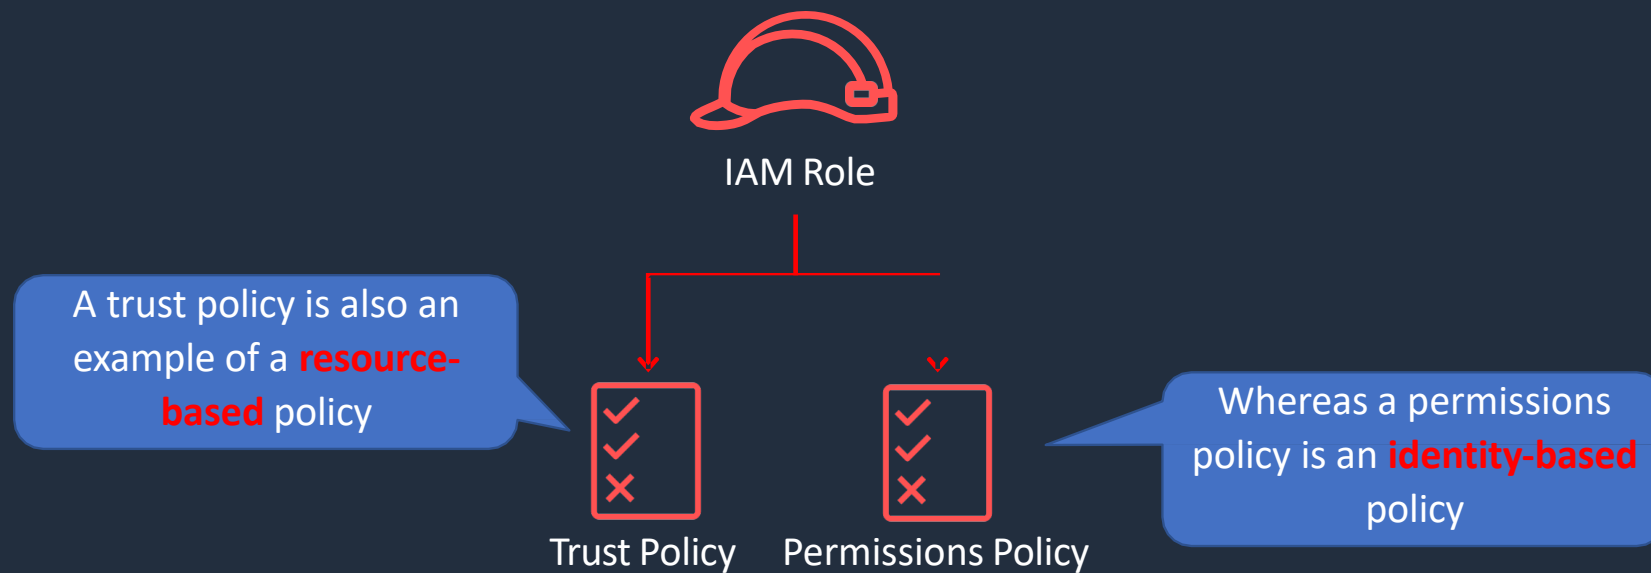 IAM Role
A trust policy is also an
example of a resource-
based policy
Whereas a permissions
policy is an identity-based
policy
Trust Policy
Permissions Policy